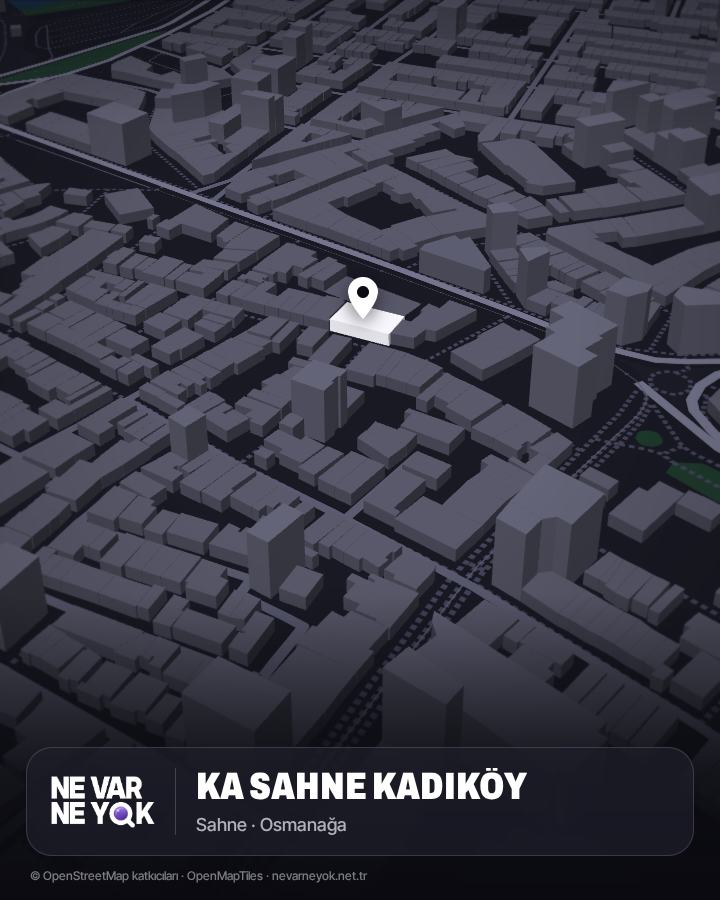 NE VAR
NE YOK
KA SAHNE KADIKÖY
Sahne · Osmanağa
© OpenStreetMap katkıcıları · OpenMapTiles · nevarneyok.net.tr